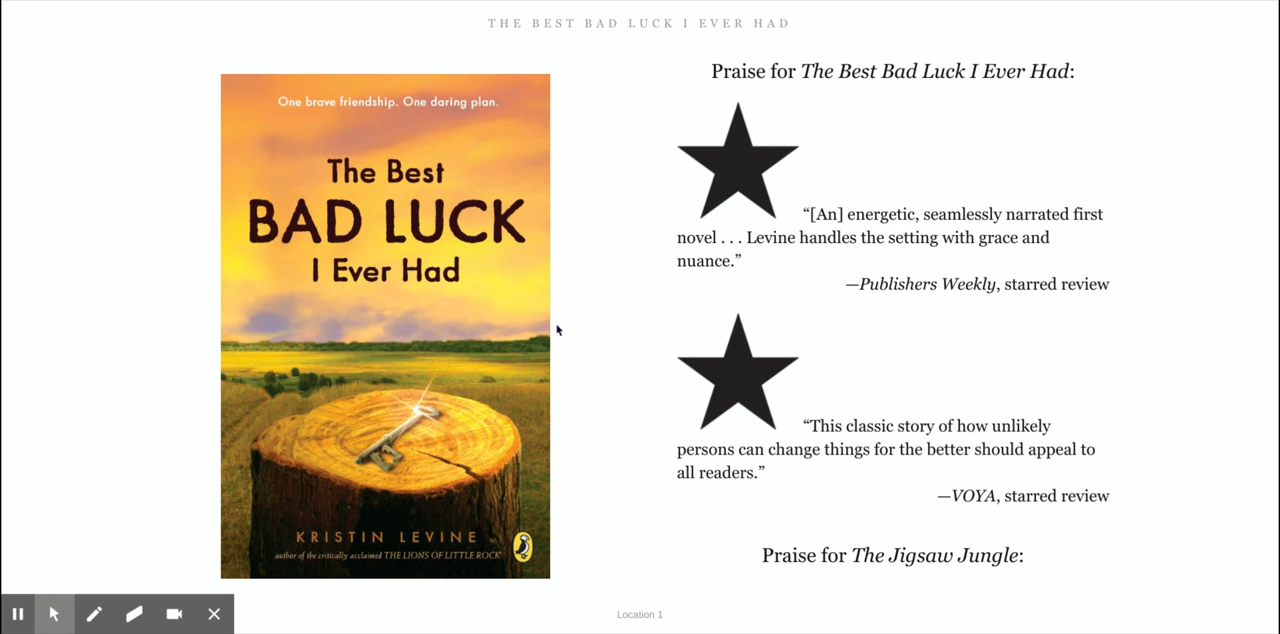 THE BEST BAD LUCK I EVER HAD
One brave friendship. One daring plan.
The Best
BAD LUCK
I Ever Had
KRISTIN LEVINE
author of the critically acclaimed THE LIONS OF LITTLE ROCK
Praise for The Best Bad Luck I Ever Had:
“[An] energetic, seamlessly narrated first
novel . . . Levine handles the setting with grace and
nuance.”
—Publishers Weekly, starred review
“This classic story of how unlikely
persons can change things for the better should appeal to
all readers.”
—VOYA, starred review
Praise for The Jigsaw Jungle:
Location 1